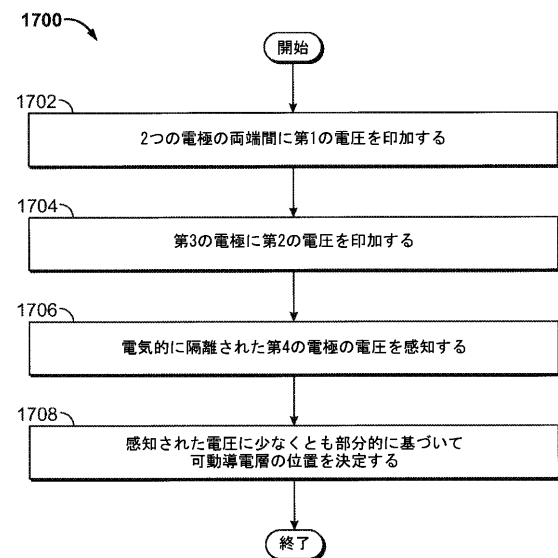 1700
開始
1702
2つの電極の両端間に第1の電圧を印加する
1704
第3の電極に第2の電圧を印加する
1706
電気的に隔離された第4の電極の電圧を感知する
1708
感知された電圧に少なくとも部分的に基づいて
可動導電層の位置を決定する
終了